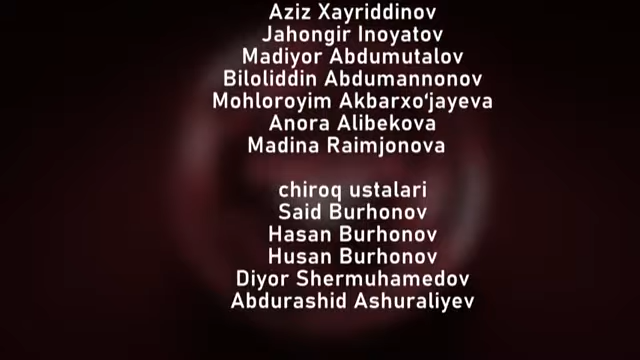 Aziz Xayriddinov
Jahongir Inoyatov
Madiyor Abdumutalov
Biloliddin Abdumannonov
Mohloroyim Akbarxo‘jayeva
Anora Alibekova
Madina Raimjonova
chiroq ustalari
Said Burhonov
Hasan Burhonov
Husan Burhonov
Diyor Shermuhamedov
Abdurashid Ashuraliyev